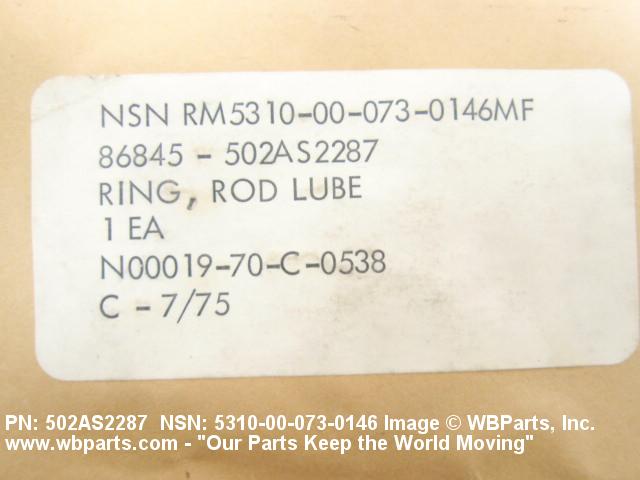 NSN RM5310-00-073-0146MF
86845 - 502AS2287
RING, ROD LUBE
1 EA
N00019-70-C-0538
C - 7/75
PN: 502AS2287 NSN: 5310-00-073-0146 Image © WBParts, Inc.
www.wbparts.com - "Our Parts Keep the World Moving"